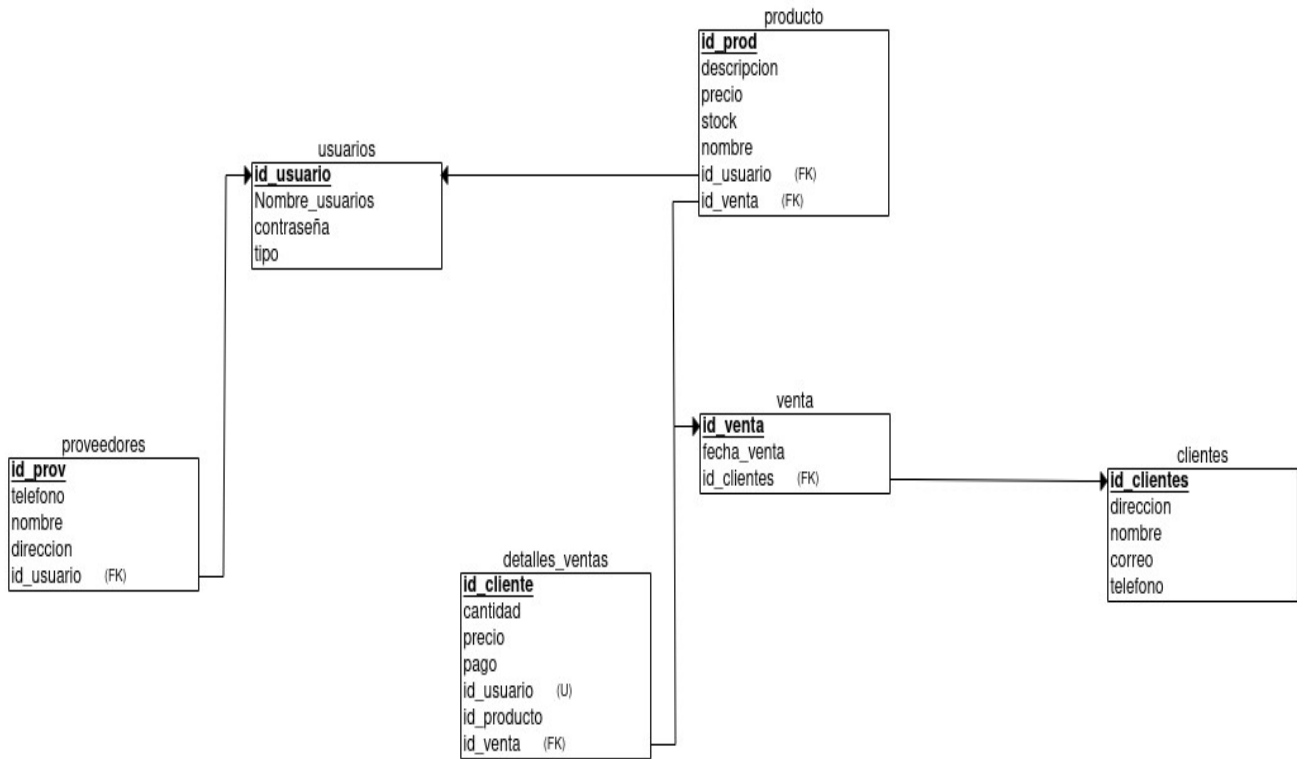 producto
id_prod
descripcion
precio
stock
nombre
id_usuario (FK)
id_venta (FK)
usuarios
id_usuario
Nombre_usuarios
contraseña
tipo
venta
id_venta
fecha_venta
id_clientes (FK)
proveedores
id_prov
telefono
nombre
direccion
id_usuario (FK)
clientes
id_clientes
direccion
nombre
correo
telefono
detalles_ventas
id_cliente
cantidad
precio
pago
id_usuario (U)
id_producto
id_venta (FK)